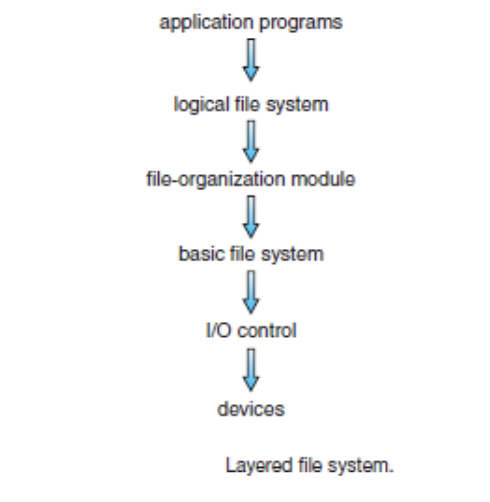 application programs
logical file system
file-organization module
basic file system
I/O control
devices
Layered file system.